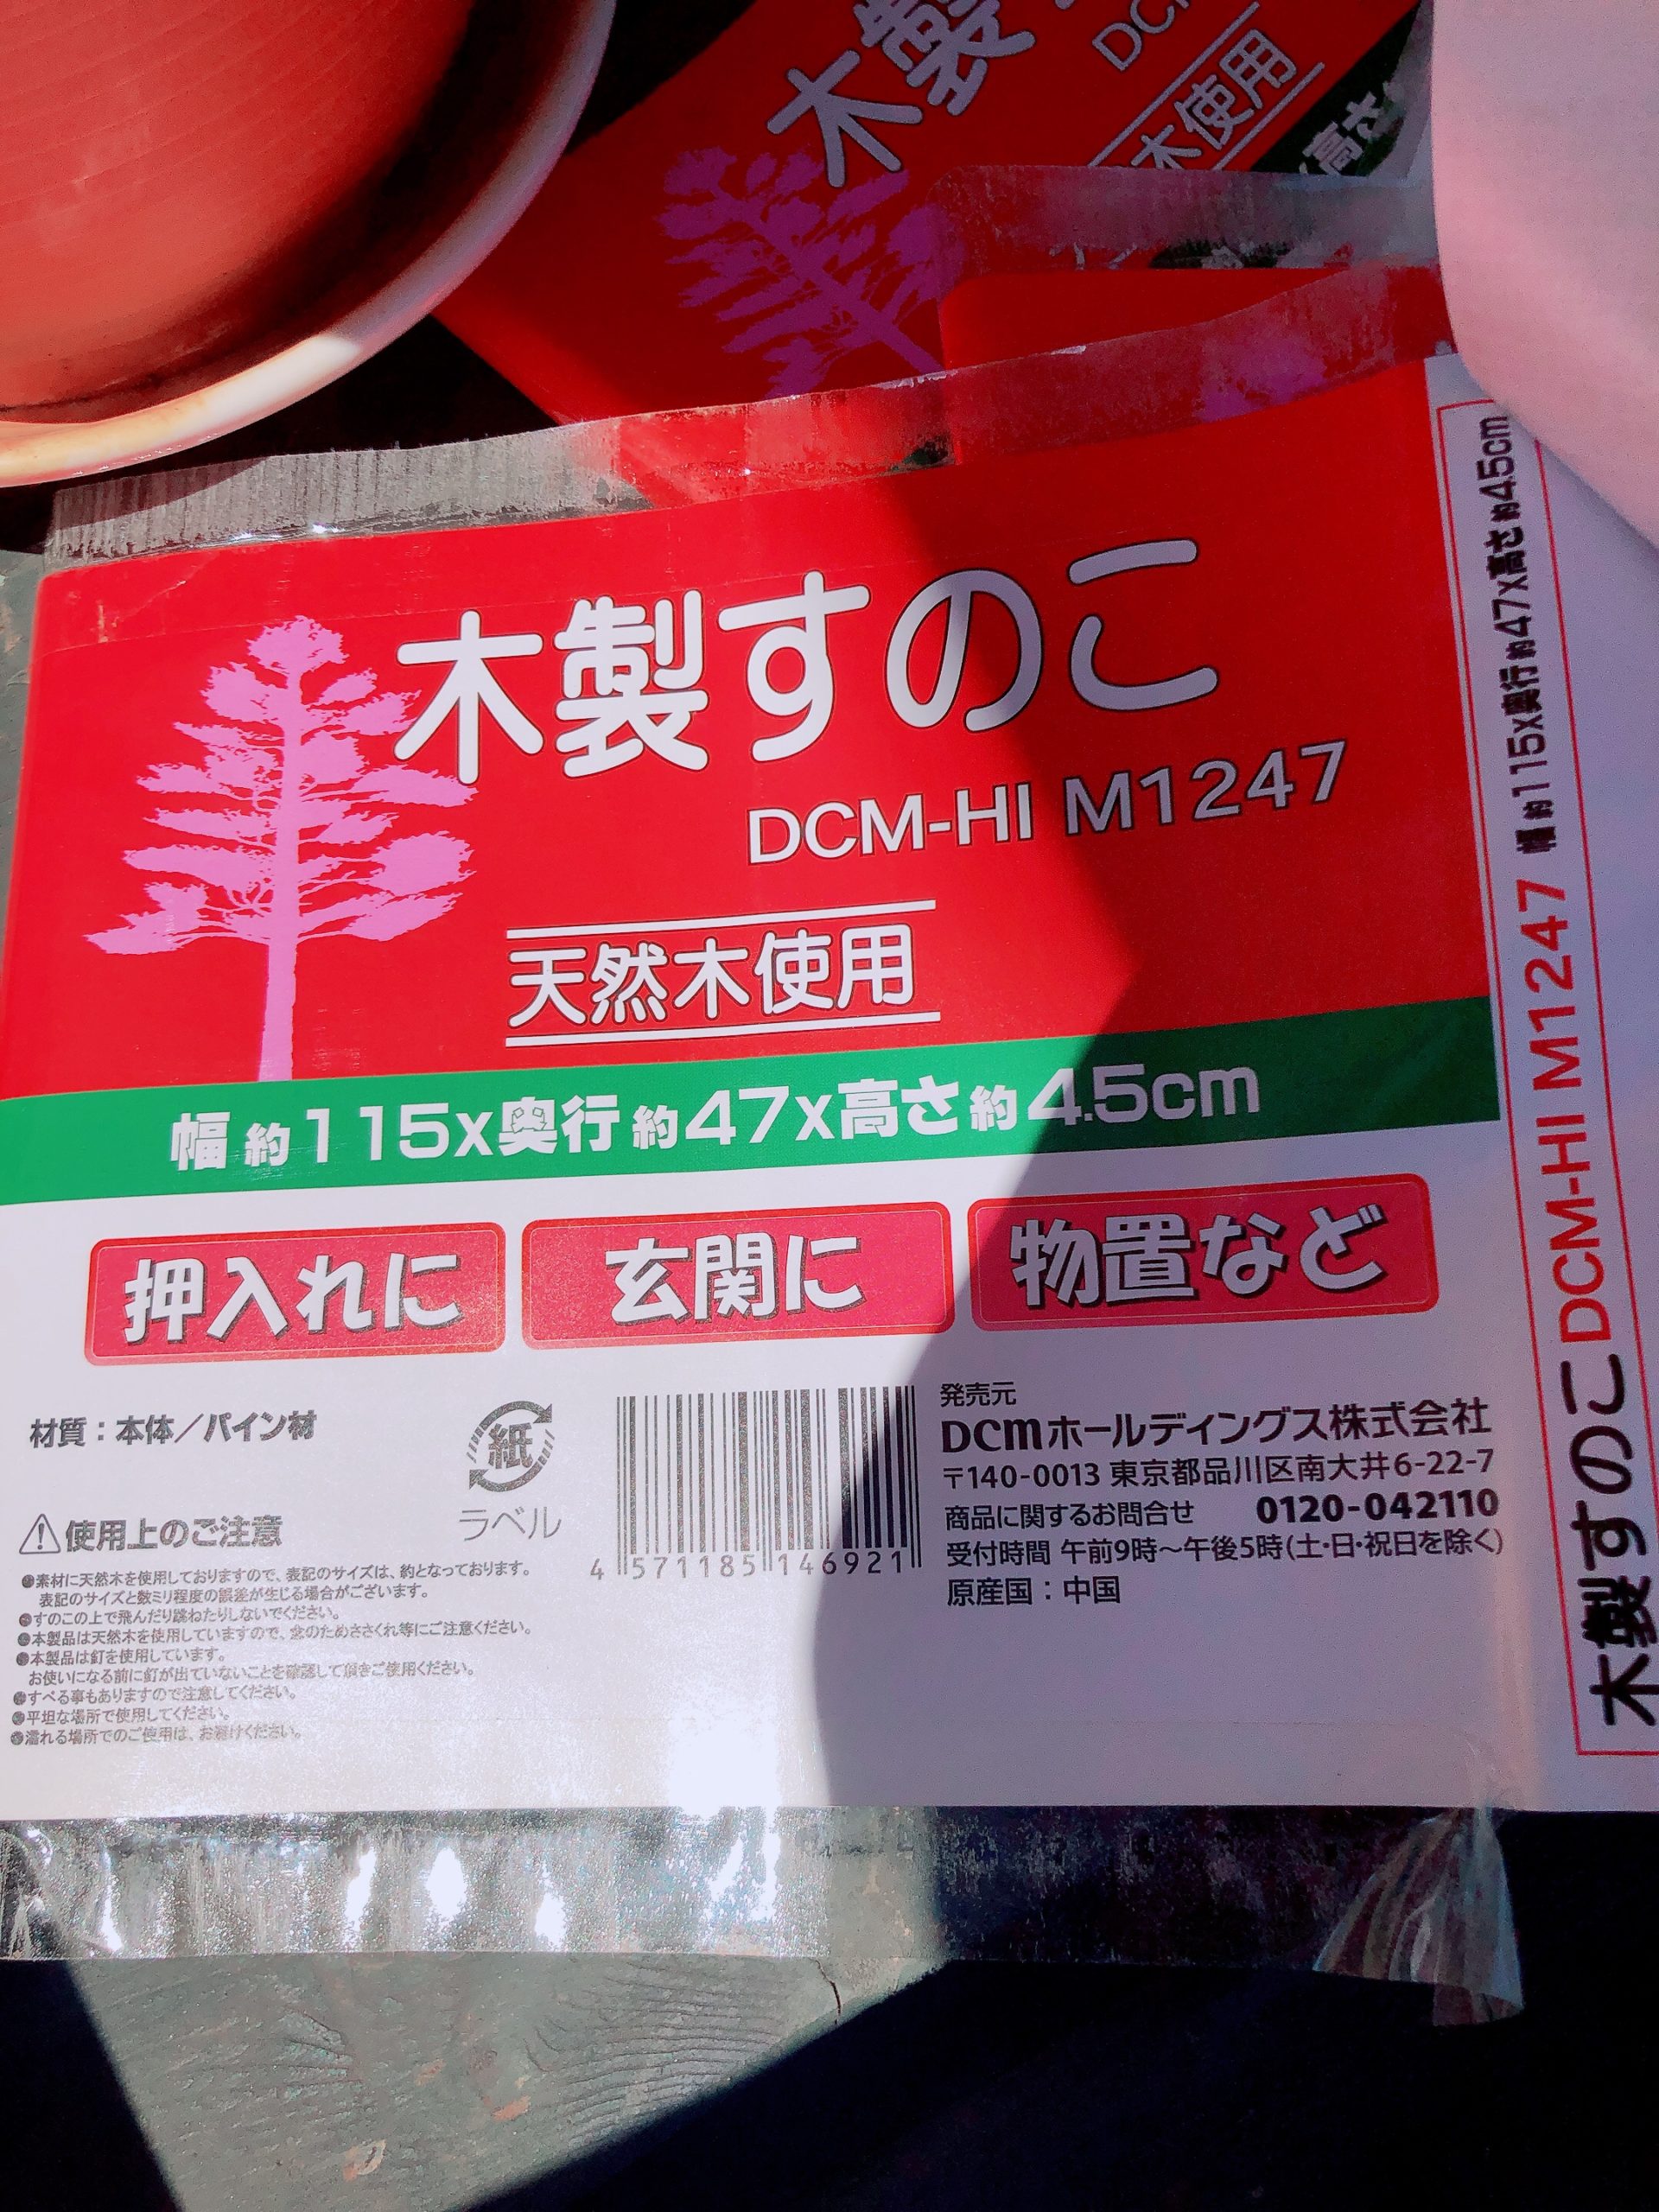 木製
DCM
木使用
高さ
木製すのこ
DCM-HI M1247
天然木使用
幅約115x奥行約47x高さ約4.5cm
押入れに
玄関に
物置など
材質：本体／パイン材
紙
ラベル
⚠使用上のご注意
●素材に天然木を使用しておりますので、表記のサイズは、約となっております。
表記のサイズと数ミリ程度の誤差が生じる場合がございます。
●すのこの上で飛んだり跳ねたりしないでください。
●本製品は天然木を使用していますので、念のためささくれ等にご注意ください。
●本製品は釘を使用しています。
お使いになる前に釘が出ていないことを確認して頂きご使用ください。
●すべる事もありますので注意してください。
●平坦な場所で使用してください。
●濡れる場所でのご使用は、お避けください。
4 571185 146921
発売元
DCMホールディングス株式会社
〒140-0013 東京都品川区南大井6-22-7
商品に関するお問合せ 0120-042110
受付時間 午前9時～午後5時(土・日・祝日を除く)
原産国：中国
木製すのこ DCM-HI M1247 幅約115x奥行約47x高さ約4.5cm